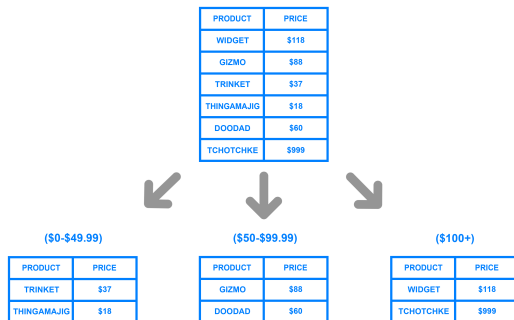 PRODUCT PRICE
WIDGET $118
GIZMO $88
TRINKET $37
THINGAMAJIG $18
DOODAD $60
TCHOTCHKE $999
($0-$49.99)
PRODUCT PRICE
TRINKET $37
THINGAMAJIG $18
($50-$99.99)
PRODUCT PRICE
GIZMO $88
DOODAD $60
($100+)
PRODUCT PRICE
WIDGET $118
TCHOTCHKE $999